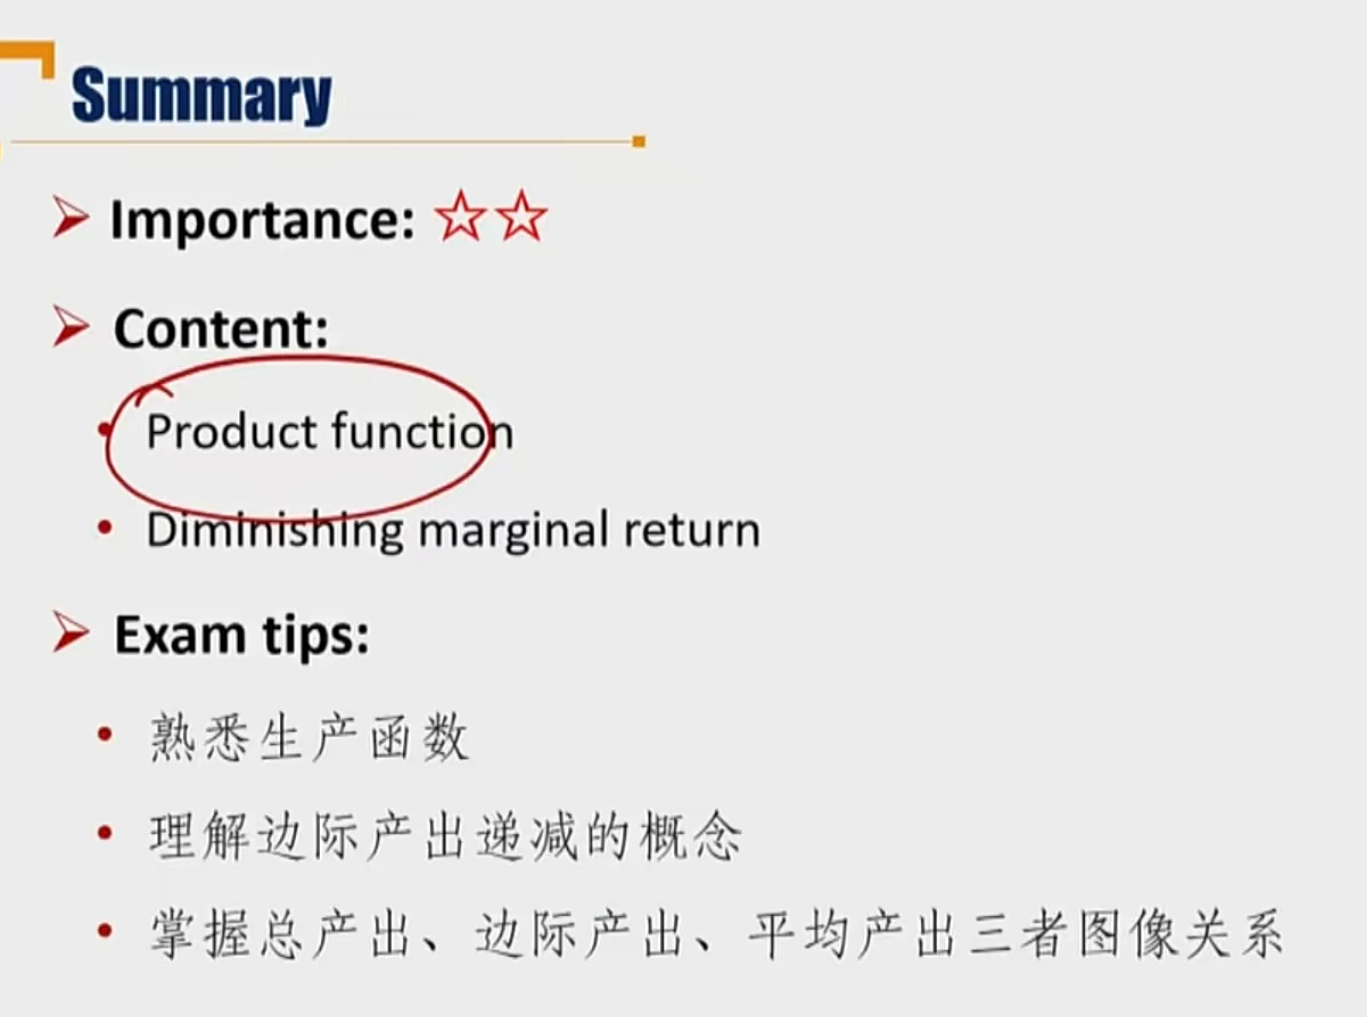 Summary
Importance: ☆☆
Content:
Product function
Diminishing marginal return
Exam tips:
熟悉生产函数
理解边际产出递减的概念
掌握总产出、边际产出、平均产出三者图像关系